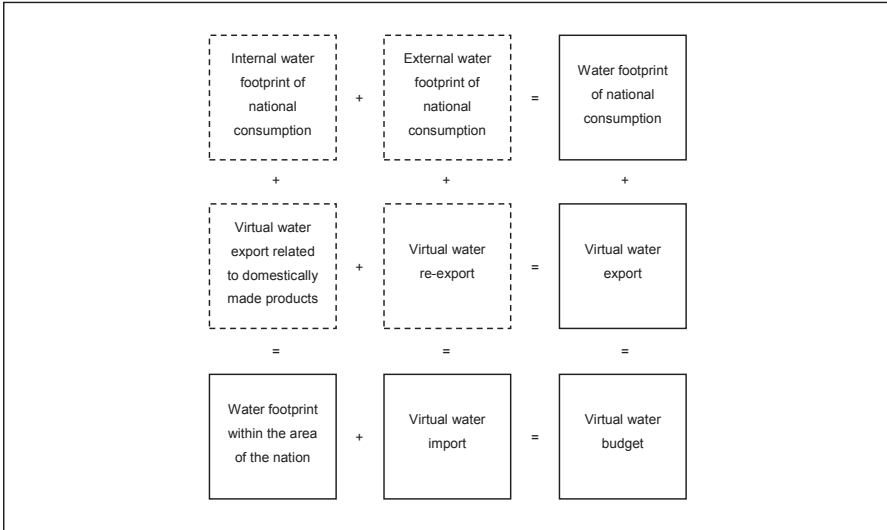 Internal water
footprint of
national
consumption
+
External water
footprint of
national
consumption
=
Water footprint
of national
consumption
+
+
+
Virtual water
export related
to domestically
made products
+
Virtual water
re-export
=
Virtual water
export
=
=
=
Water footprint
within the area
of the nation
+
Virtual water
import
=
Virtual water
budget